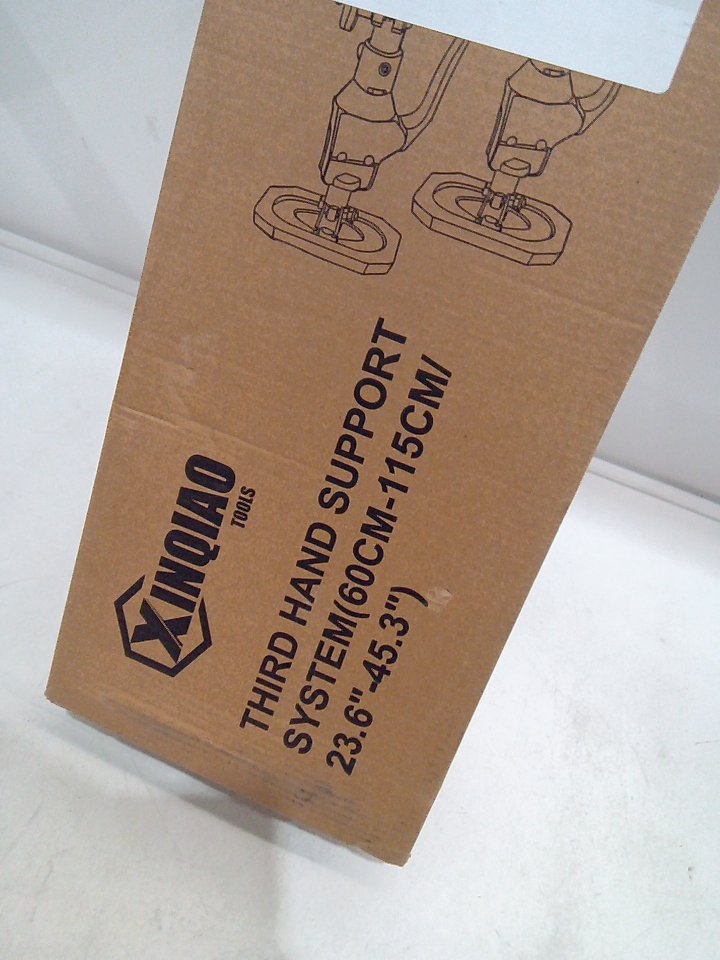 XINQIAO
TOOLS
THIRD HAND SUPPORT
SYSTEM(60CM-115CM/
23.6"-45.3")